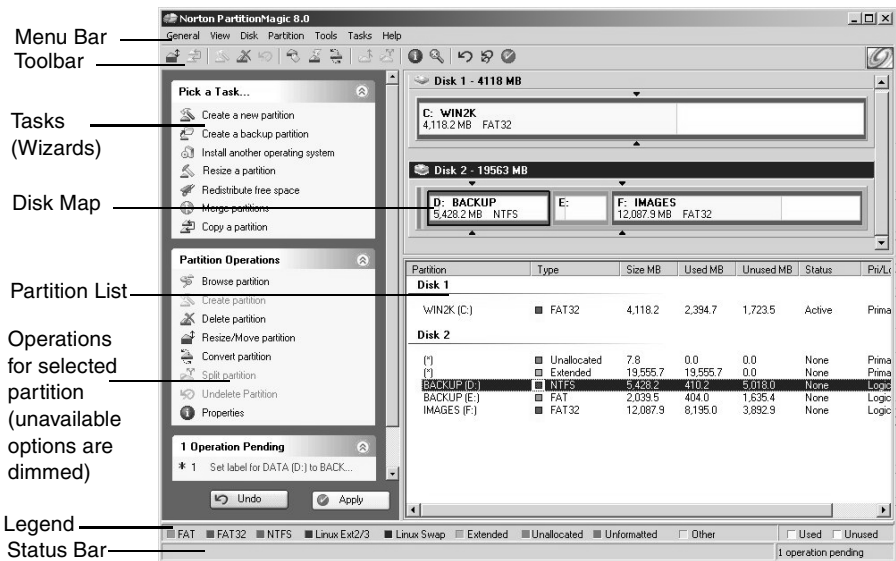 Norton PartitionMagic 8.0
Menu Bar
General View Disk Partition Tools Tasks Help
Toolbar
Tasks
(Wizards)
Disk Map
Partition List
Operations
for selected
partition
(unavailable
options are
dimmed)
Legend
Status Bar
Pick a Task...
Create a new partition
Create a backup partition
Install another operating system
Resize a partition
Redistribute free space
Merge partitions
Copy a partition
Partition Operations
Browse partition
Create partition
Delete partition
Resize/Move partition
Convert partition
Split partition
Undelete Partition
Properties
1 Operation Pending
* 1 Set label for DATA (D:) to BACK...
Undo Apply
Disk 1 - 4118 MB
C: WIN2K
4,118.2 MB FAT32
Disk 2 - 19563 MB
D: BACKUP E: F: IMAGES
5,428.2 MB NTFS 12,087.9 MB FAT32
Partition Type Size MB Used MB Unused MB Status Pri/Lo
Disk 1
WIN2K (C:) FAT32 4,118.2 2,394.7 1,723.5 Active Prima
Disk 2
(*) Unallocated 7.8 0.0 0.0 None Prima
(*) Extended 19,555.7 19,555.7 0.0 None Prima
BACKUP (D:) NTFS 5,428.2 410.2 5,018.0 None Logic
BACKUP (E:) FAT 2,039.5 404.0 1,635.4 None Logic
IMAGES (F:) FAT32 12,087.9 8,195.0 3,892.9 None Logic
FAT FAT32 NTFS Linux Ext2/3 Linux Swap Extended Unallocated Unformatted Other Used Unused
1 operation pending